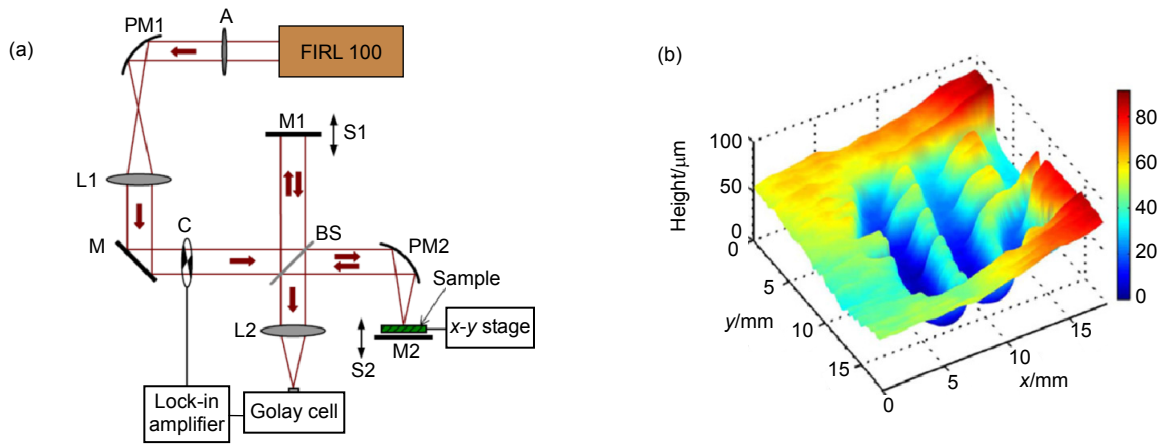 (a)
PM1
A
FIRL 100
M1
S1
L1
M
C
BS
PM2
Sample
L2
S2
M2
x-y stage
Lock-in
amplifier
Golay cell
(b)
Height/μm
100
50
0
0
5
10
15
y/mm
0
5
10
15
x/mm
80
60
40
20
0